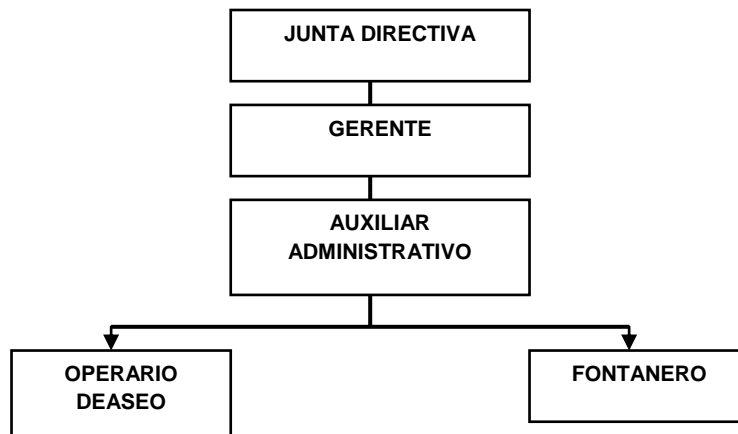 JUNTA DIRECTIVA
GERENTE
AUXILIAR
ADMINISTRATIVO
OPERARIO
DEASEO
FONTANERO